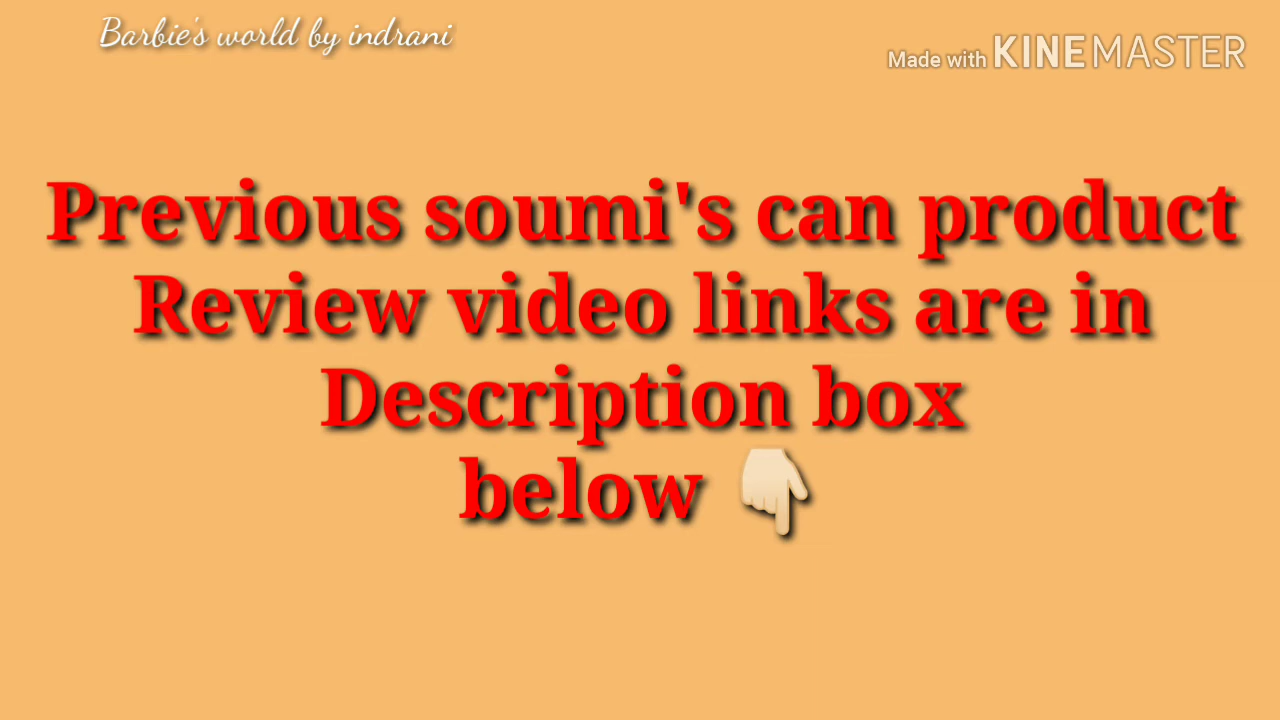 Barbie's world by indrani
Made with KINEMASTER
Previous soumi's can product
Review video links are in
Description box
below 👇🏻